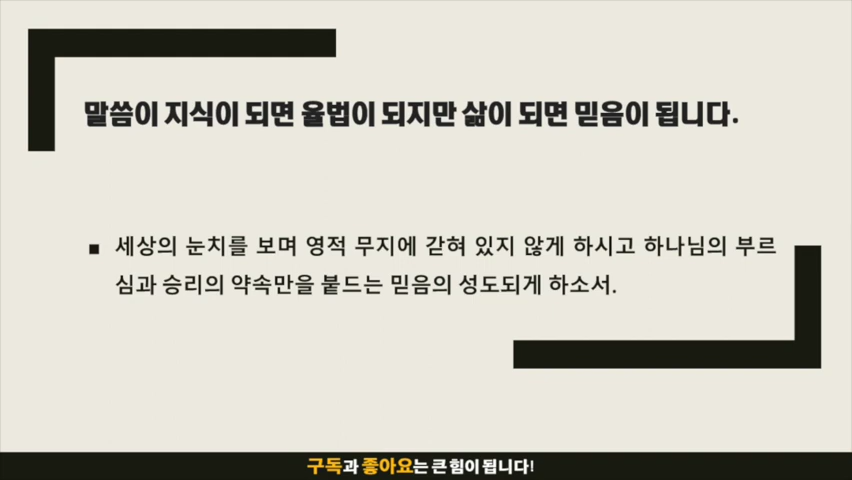 말씀이 지식이 되면 율법이 되지만 삶이 되면 믿음이 됩니다.
■ 세상의 눈치를 보며 영적 무지에 갇혀 있지 않게 하시고 하나님의 부르
심과 승리의 약속만을 붙드는 믿음의 성도되게 하소서.
구독과 좋아요는 큰 힘이 됩니다!